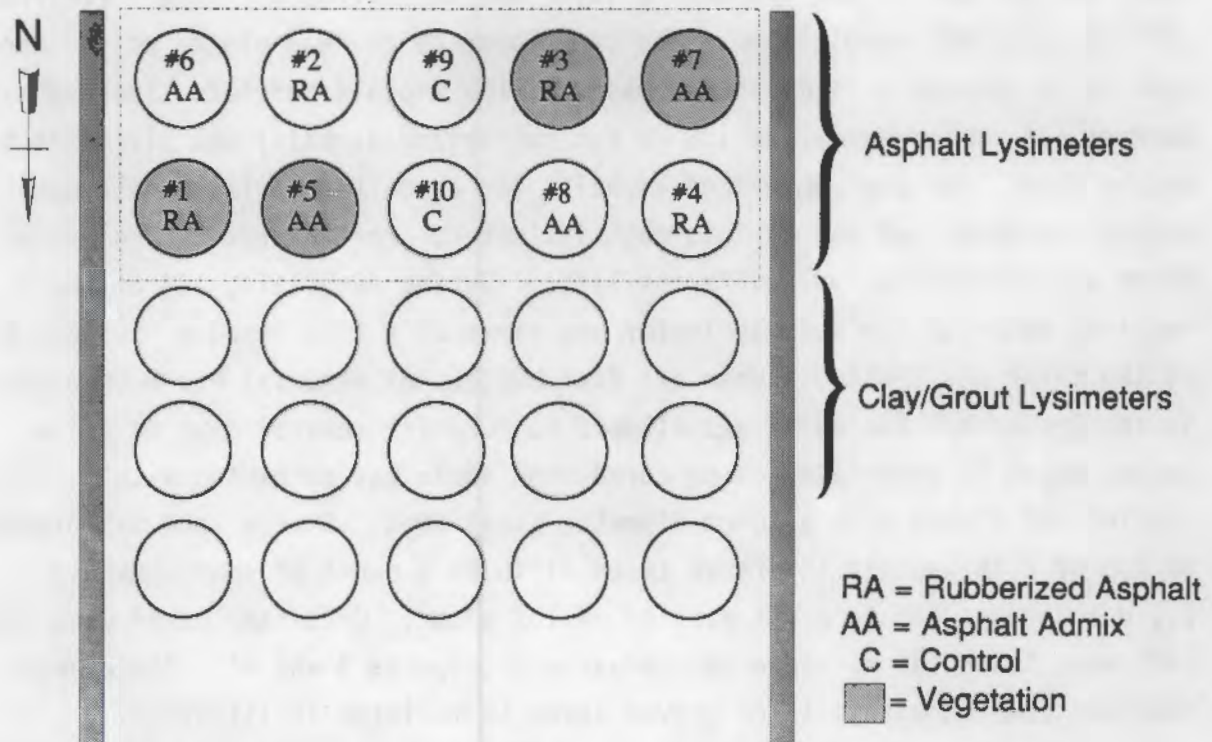 N
#6 AA
#2 RA
#9 C
#3 RA
#7 AA
#1 RA
#5 AA
#10 C
#8 AA
#4 RA
Asphalt Lysimeters
Clay/Grout Lysimeters
RA = Rubberized Asphalt
AA = Asphalt Admix
C = Control
= Vegetation